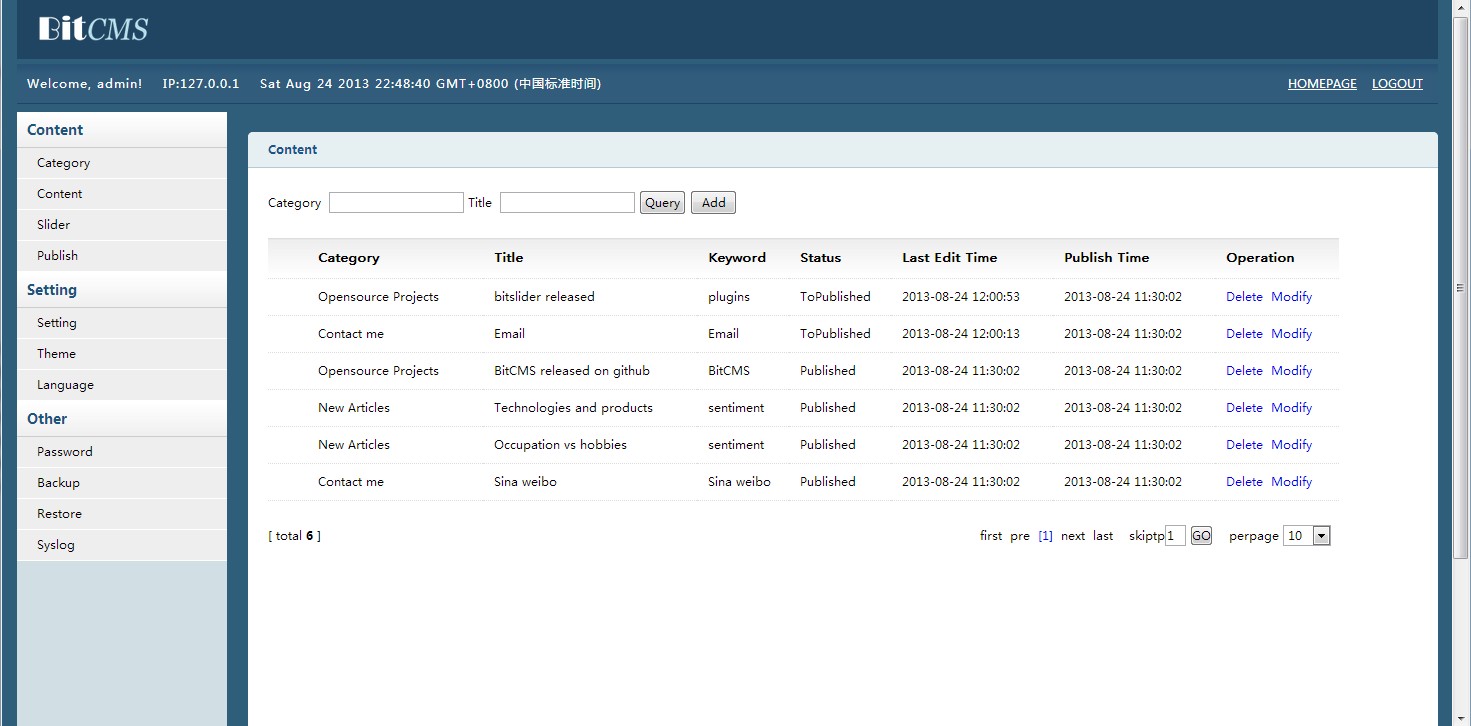 BitCMS
Welcome, admin! IP:127.0.0.1 Sat Aug 24 2013 22:48:40 GMT+0800 (中国标准时间) HOMEPAGE LOGOUT
Content
Category
Content
Slider
Publish
Setting
Setting
Theme
Language
Other
Password
Backup
Restore
Syslog
Content
Category Title Query Add
Category Title Keyword Status Last Edit Time Publish Time Operation
Opensource Projects bitslider released plugins ToPublished 2013-08-24 12:00:53 2013-08-24 11:30:02 Delete Modify
Contact me Email Email ToPublished 2013-08-24 12:00:13 2013-08-24 11:30:02 Delete Modify
Opensource Projects BitCMS released on github BitCMS Published 2013-08-24 11:30:02 2013-08-24 11:30:02 Delete Modify
New Articles Technologies and products sentiment Published 2013-08-24 11:30:02 2013-08-24 11:30:02 Delete Modify
New Articles Occupation vs hobbies sentiment Published 2013-08-24 11:30:02 2013-08-24 11:30:02 Delete Modify
Contact me Sina weibo Sina weibo Published 2013-08-24 11:30:02 2013-08-24 11:30:02 Delete Modify
[ total 6 ] first pre [1] next last skiptp 1 GO perpage 10